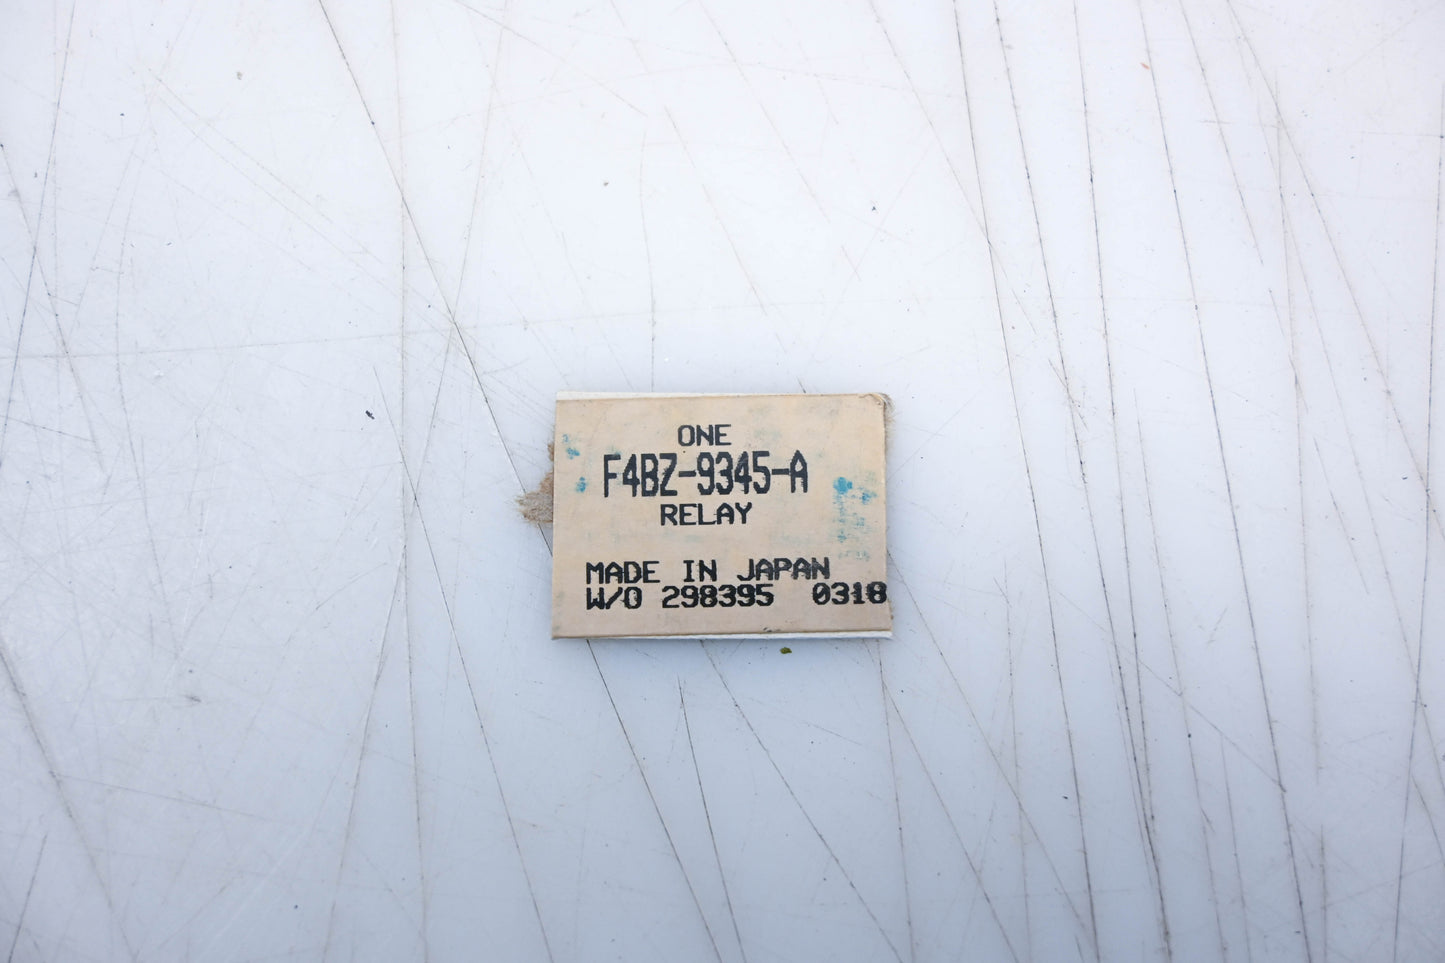 ONE
F4BZ-9345-A
RELAY
MADE IN JAPAN
W/O 298395 0318